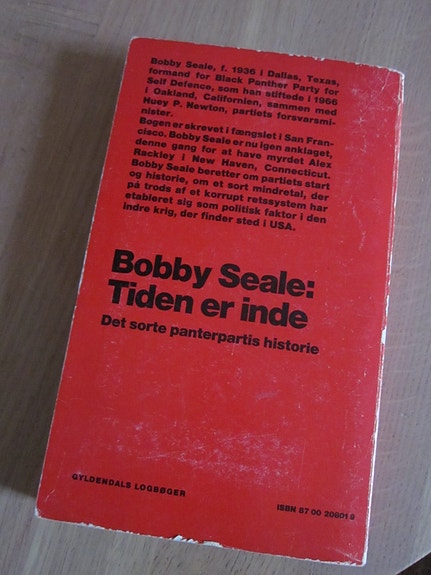 Bobby Seale, f. 1936 i Dallas, Texas,
formand for Black Panther Party for
Self Defence, som han stiftede i 1966
i Oakland, Californien, sammen med
Huey P. Newton, partiets forsvarsmi-
nister.
Bogen er skrevet i fængslet i San Fran-
cisco. Bobby Seale er nu igen anklaget,
denne gang for at have myrdet Alex
Rackley i New Haven, Connecticut.
Bobby Seale beretter om partiets start
og historie, om et sort mindretal, der
på trods af et korrupt retssystem har
etableret sig som politisk faktor i den
indre krig, der finder sted i USA.
Bobby Seale:
Tiden er inde
Det sorte panterpartis historie
GYLDENDALS LOGBØGER
ISBN 87 00 20801 8